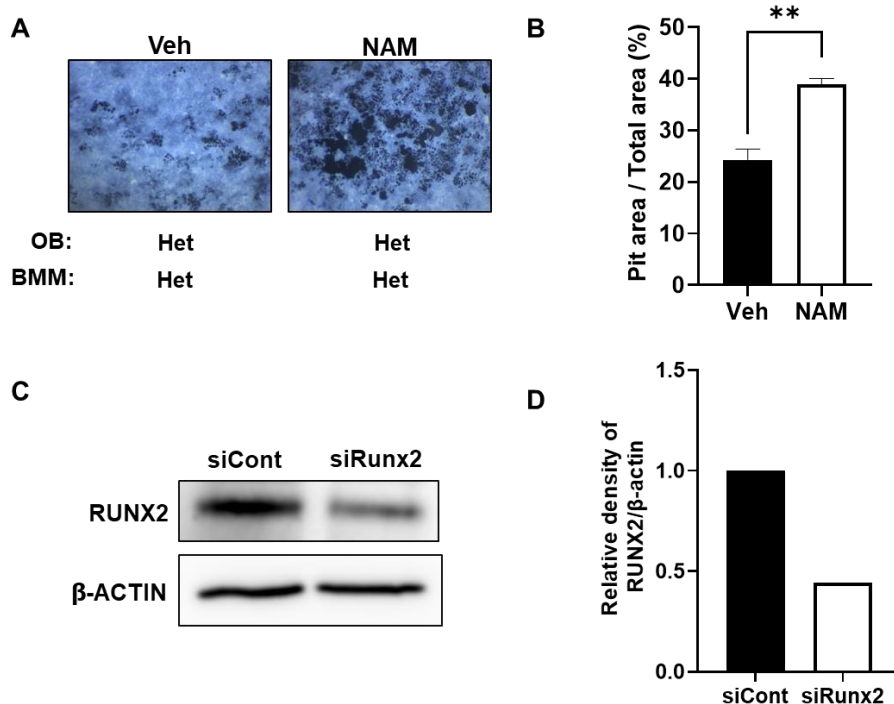 A
Veh NAM
OB: Het Het
BMM: Het Het
B
**
Pit area / Total area (%)
50
40
30
20
10
0
Veh NAM
C
siCont siRunx2
RUNX2
β-ACTIN
D
Relative density of
RUNX2/β-actin
1.5
1.0
0.5
0.0
siCont siRunx2